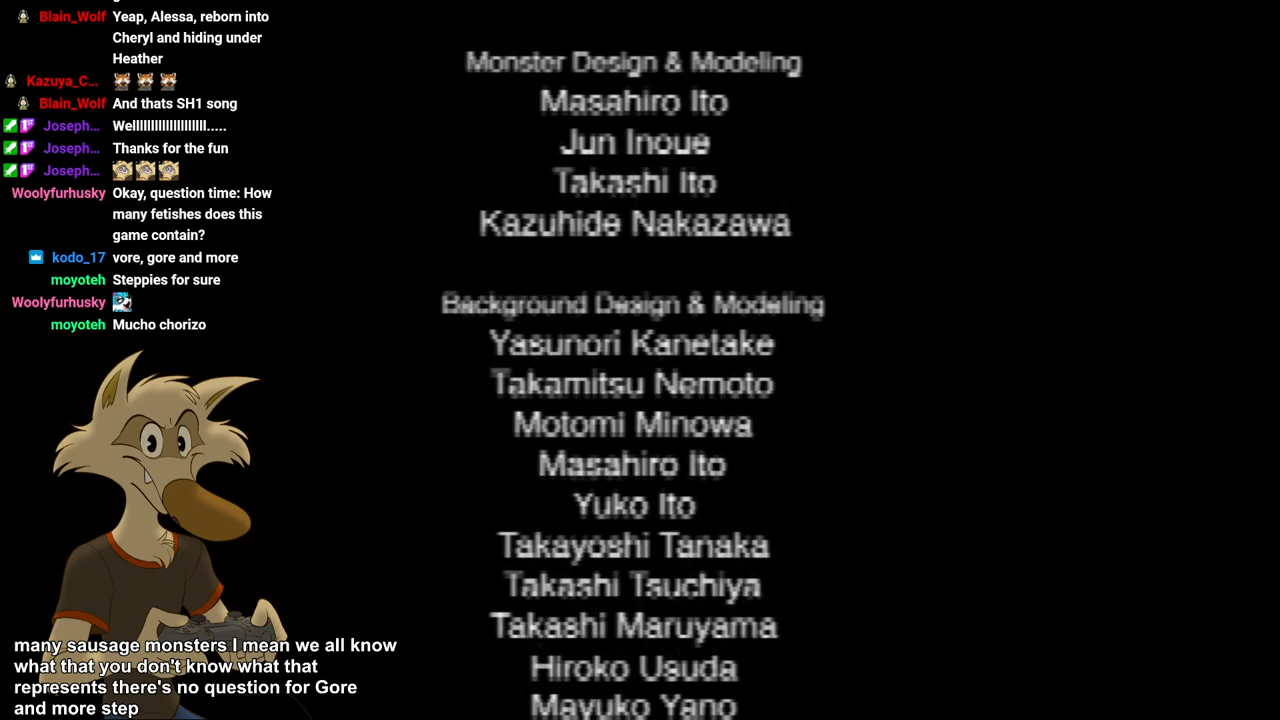 Blain_Wolf Yeap, Alessa, reborn into
Cheryl and hiding under
Heather
Kazuya_C...
Blain_Wolf And thats SH1 song
Joseph... Wellllllllllllllllllll.....
Joseph... Thanks for the fun
Joseph...
Woolyfurhusky Okay, question time: How
many fetishes does this
game contain?
kodo_17 vore, gore and more
moyoteh Steppies for sure
Woolyfurhusky
moyoteh Mucho chorizo
many sausage monsters I mean we all know
what that you don't know what that
represents there's no question for Gore
and more step
Monster Design & Modeling
Masahiro Ito
Jun Inoue
Takashi Ito
Kazuhide Nakazawa
Background Design & Modeling
Yasunori Kanetake
Takamitsu Nemoto
Motomi Minowa
Masahiro Ito
Yuko Ito
Takayoshi Tanaka
Takashi Tsuchiya
Takashi Maruyama
Hiroko Usuda
Mayuko Yano